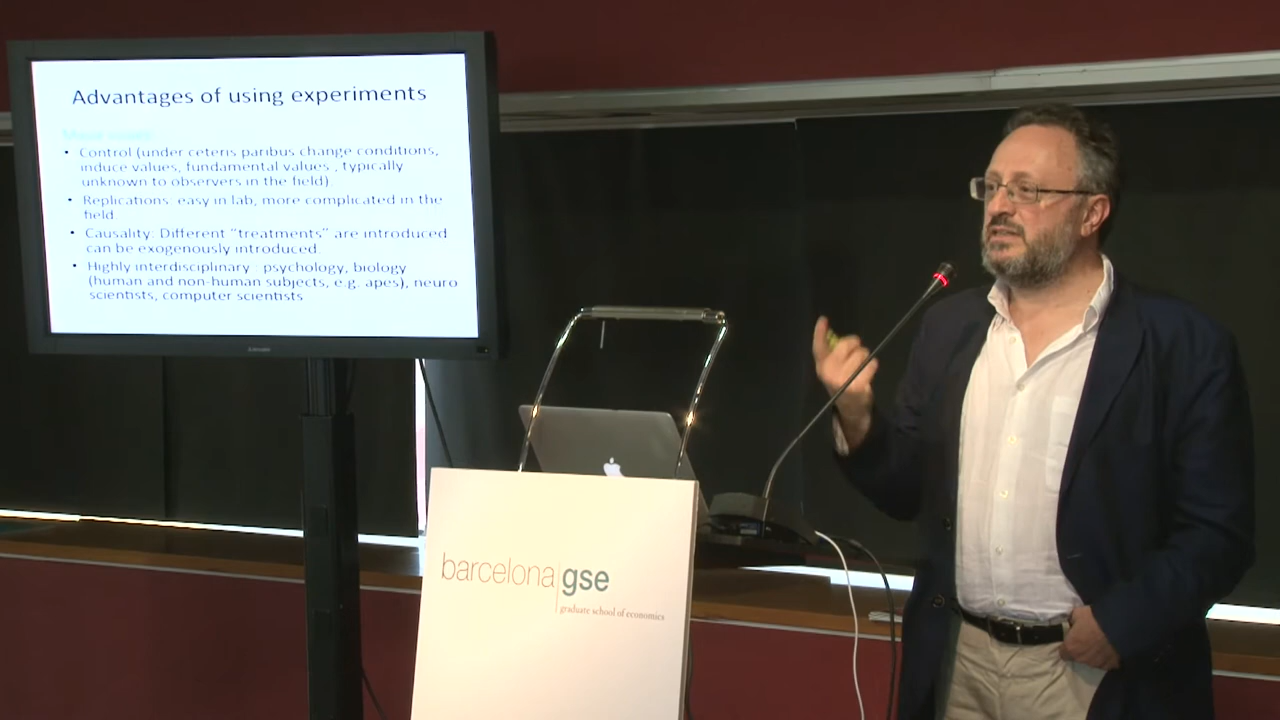 Advantages of using experiments
• Control (under ceteris paribus change conditions,
induce values, fundamental values , typically
unknown to observers in the field).
• Replications: easy in lab, more complicated in the
field
• Causality: Different “treatments” are introduced
can be exogenously introduced
• Highly interdisciplinary : psychology, biology
(human and non-human subjects, e.g. apes), neuro
scientists, computer scientists
barcelona gse
graduate school of economics